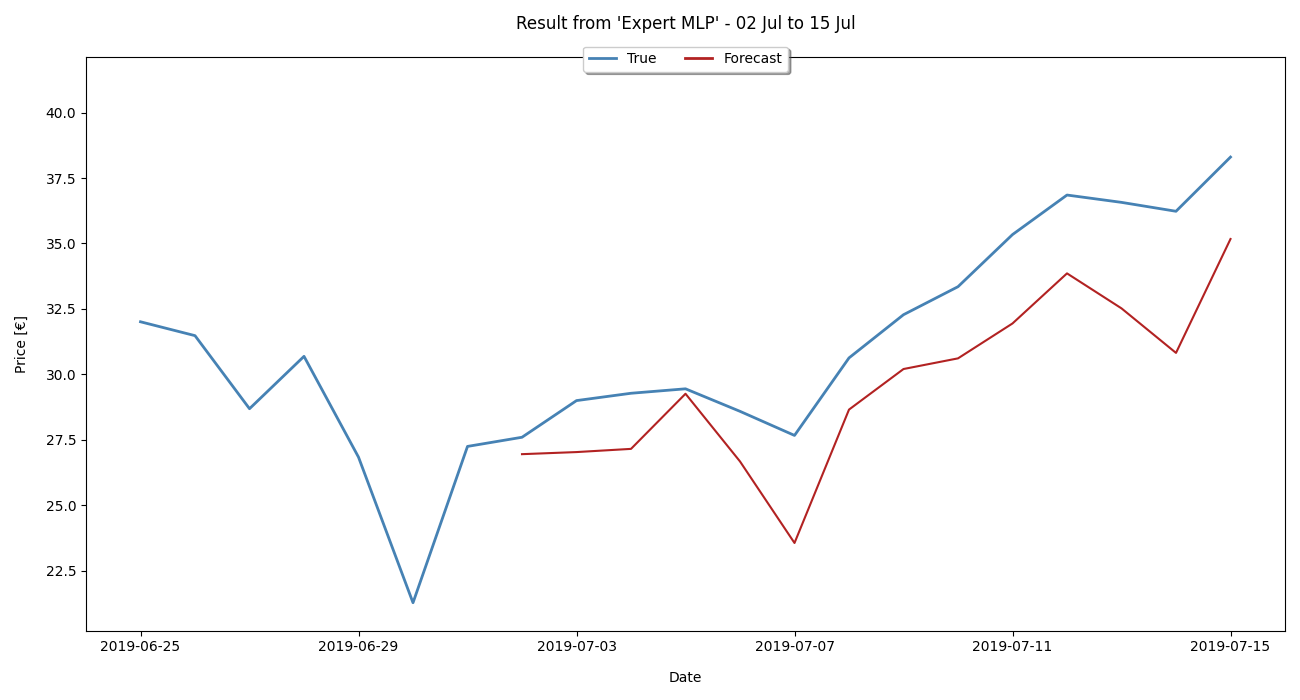 Result from 'Expert MLP' - 02 Jul to 15 Jul
True Forecast
40.0
37.5
35.0
32.5
30.0
27.5
25.0
22.5
Price [€]
2019-06-25 2019-06-29 2019-07-03 2019-07-07 2019-07-11 2019-07-15
Date